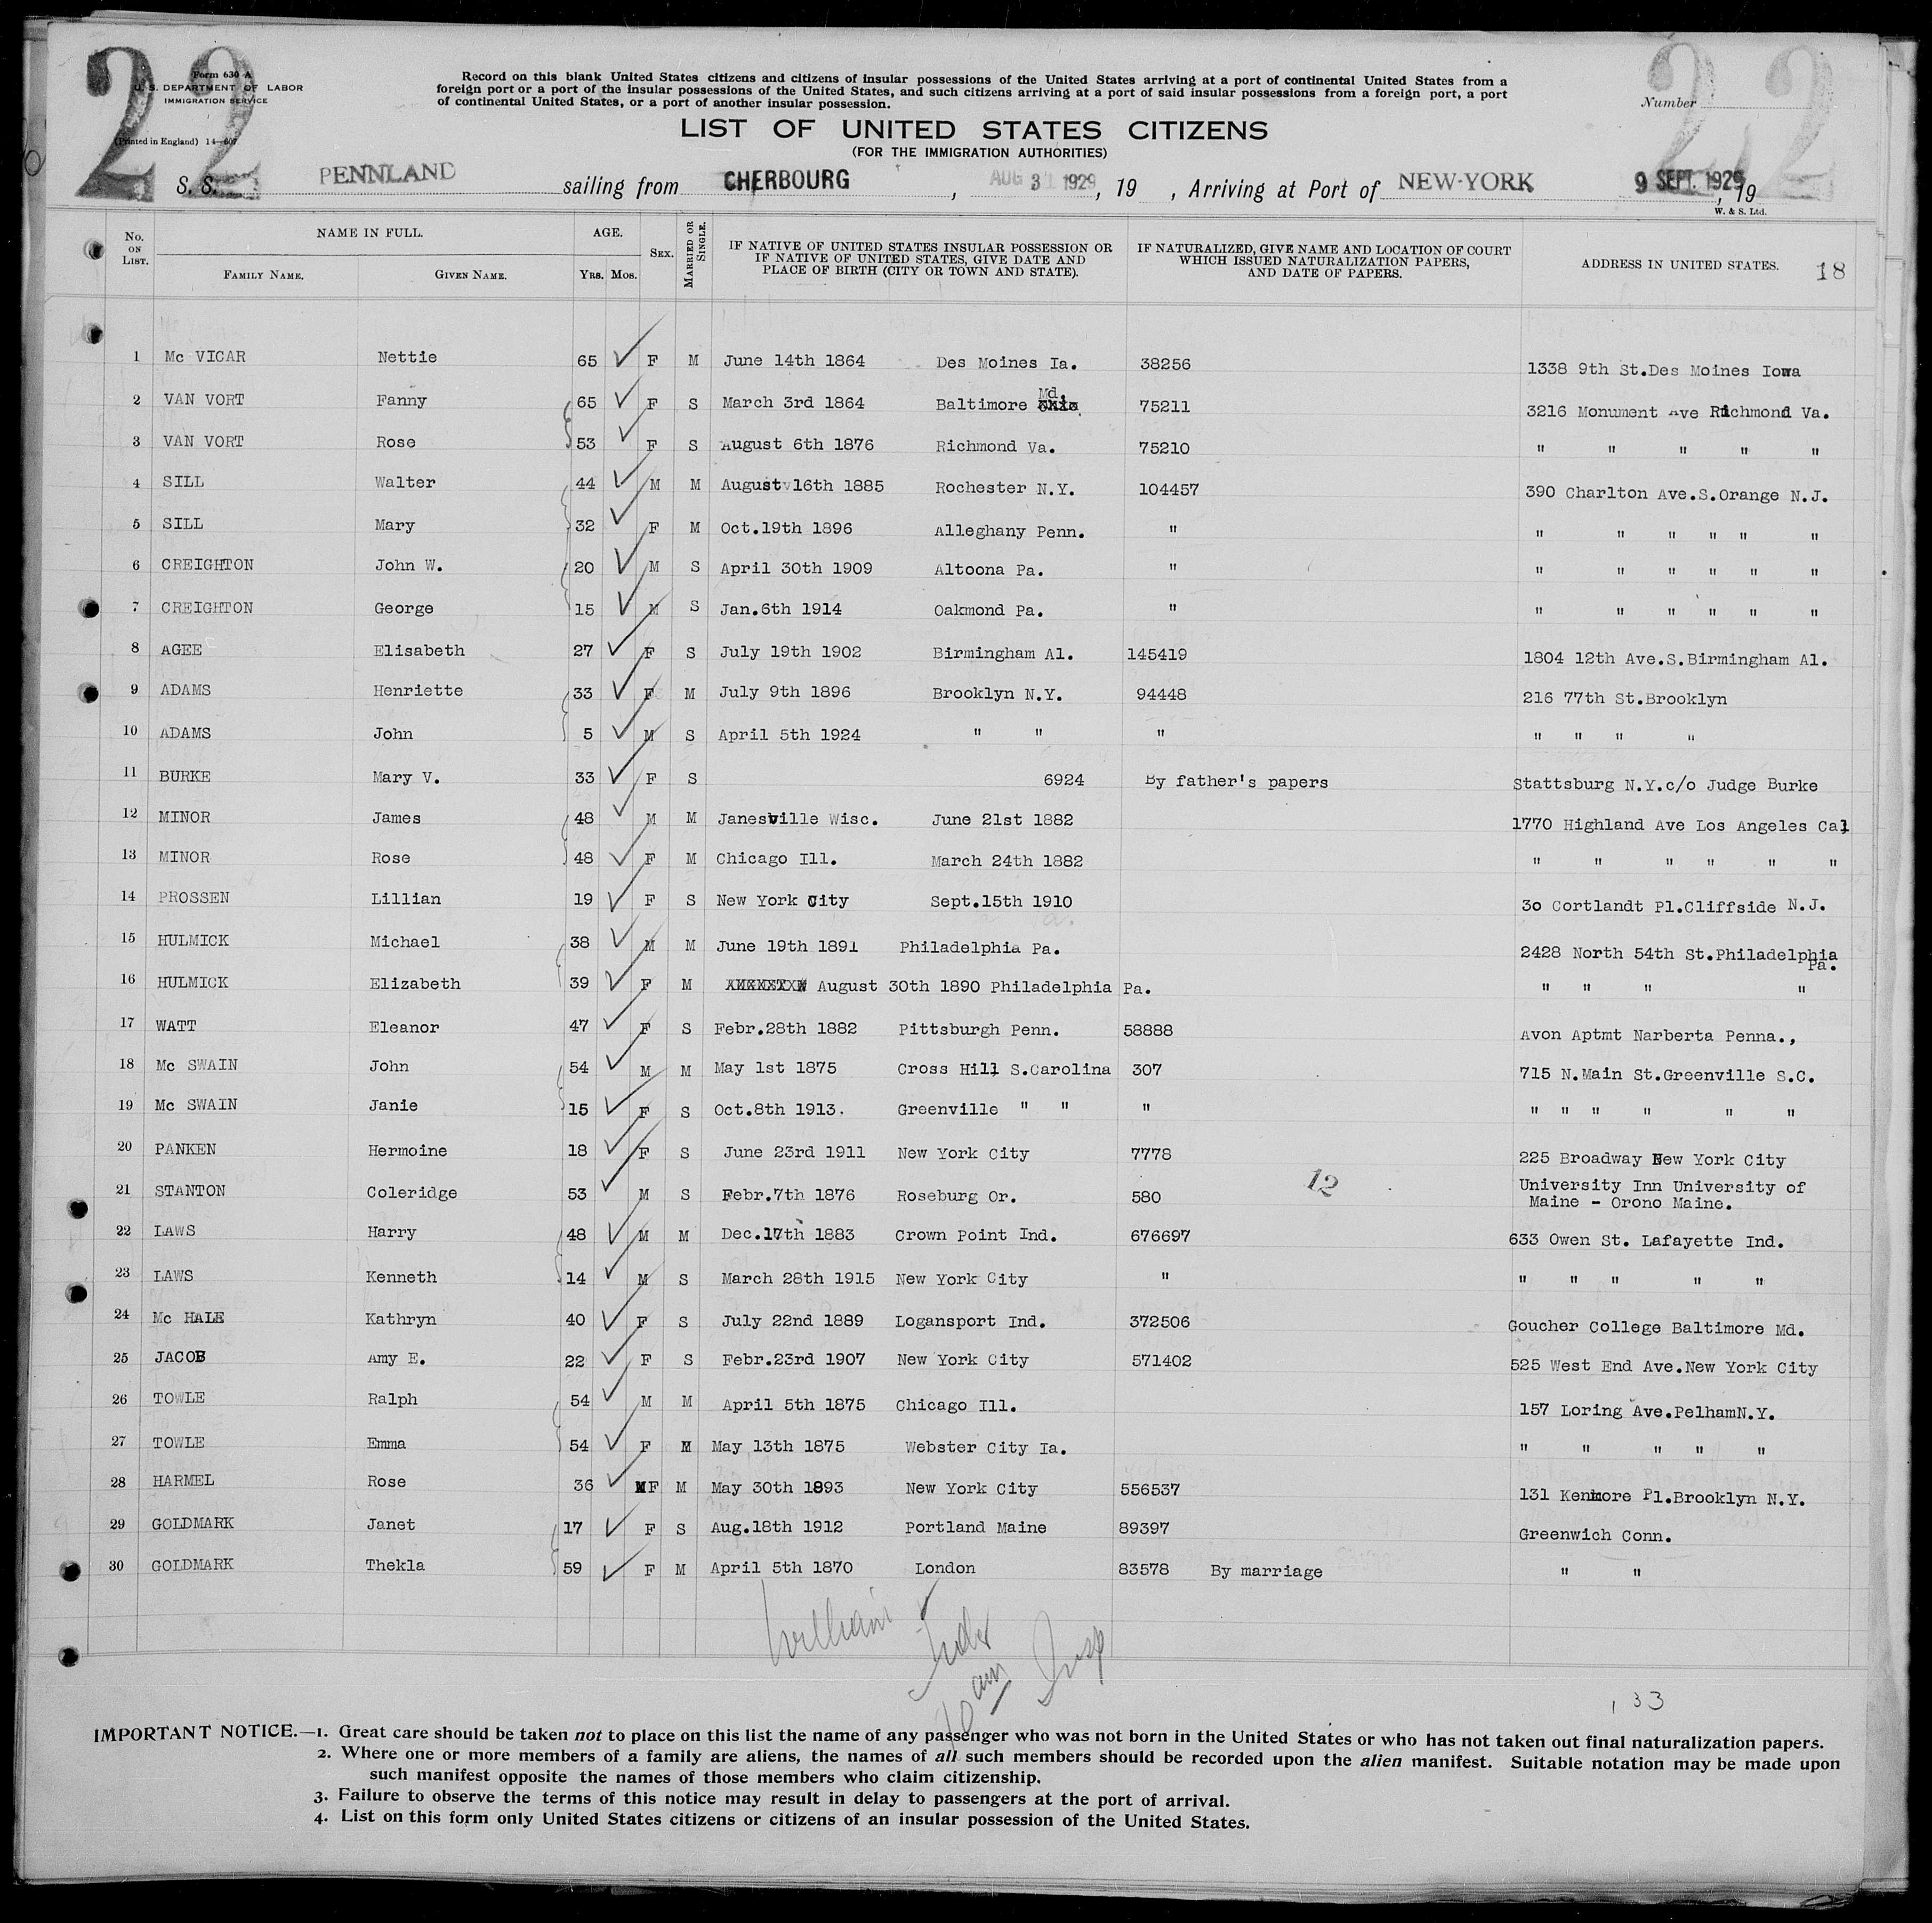 22
22
Form 630 A
U. S. DEPARTMENT OF LABOR
IMMIGRATION SERVICE
(Printed in England) 14—607
Record on this blank United States citizens and citizens of insular possessions of the United States arriving at a port of continental United States from a
foreign port or a port of the insular possessions of the United States, and such citizens arriving at a port of said insular possessions from a foreign port, a port
of continental United States, or a port of another insular possession.
Number
LIST OF UNITED STATES CITIZENS
(FOR THE IMMIGRATION AUTHORITIES)
S. S. PENNLAND sailing from CHERBOURG, AUG 31 1929, 19 , Arriving at Port of NEW-YORK 9 SEPT. 1929, 19
W. & S. Ltd.
No. ON LIST. NAME IN FULL. FAMILY NAME. GIVEN NAME. AGE. YRS. MOS. SEX. MARRIED OR SINGLE. IF NATIVE OF UNITED STATES INSULAR POSSESSION OR IF NATIVE OF UNITED STATES, GIVE DATE AND PLACE OF BIRTH (CITY OR TOWN AND STATE). IF NATURALIZED, GIVE NAME AND LOCATION OF COURT WHICH ISSUED NATURALIZATION PAPERS, AND DATE OF PAPERS. ADDRESS IN UNITED STATES. 18
1 Mc VICAR Nettie 65 ✓ F M June 14th 1864 Des Moines Ia. 38256 1338 9th St.Des Moines Iowa
2 VAN VORT Fanny 65 ✓ F S March 3rd 1864 Baltimore Md. 75211 3216 Monument Ave Richmond Va.
3 VAN VORT Rose 53 ✓ F S August 6th 1876 Richmond Va. 75210 " " " " "
4 SILL Walter 44 ✓ M M August 16th 1885 Rochester N.Y. 104457 390 Charlton Ave.S.Orange N.J.
5 SILL Mary 32 ✓ F M Oct.19th 1896 Alleghany Penn. " " " " " " "
6 CREIGHTON John W. 20 ✓ M S April 30th 1909 Altoona Pa. " " " " " " "
7 CREIGHTON George 15 ✓ M S Jan.6th 1914 Oakmond Pa. " " " " " " "
8 AGEE Elisabeth 27 ✓ F S July 19th 1902 Birmingham Al. 145419 1804 12th Ave.S.Birmingham Al.
9 ADAMS Henriette 33 ✓ F M July 9th 1896 Brooklyn N.Y. 94448 216 77th St.Brooklyn
10 ADAMS John 5 ✓ M S April 5th 1924 " " " " " " "
11 BURKE Mary V. 33 ✓ F S 6924 By father's papers Stattsburg N.Y.c/o Judge Burke
12 MINOR James 48 ✓ M M Janesville Wisc. June 21st 1882 1770 Highland Ave Los Angeles Cal
13 MINOR Rose 48 ✓ F M Chicago Ill. March 24th 1882 " " " " " "
14 PROSSEN Lillian 19 ✓ F S New York City Sept.15th 1910 30 Cortlandt Pl.Cliffside N.J.
15 HULMICK Michael 38 ✓ M M June 19th 1891 Philadelphia Pa. 2428 North 54th St.Philadelphia Pa.
16 HULMICK Elizabeth 39 ✓ F M August 30th 1890 Philadelphia Pa. " " " "
17 WATT Eleanor 47 ✓ F S Febr.28th 1882 Pittsburgh Penn. 58888 Avon Aptmt Narberta Penna.,
18 Mc SWAIN John 54 ✓ M M May 1st 1875 Cross Hill S.Carolina 307 715 N.Main St.Greenville S.C.
19 Mc SWAIN Janie 15 ✓ F S Oct.8th 1913. Greenville " " " " " " " " "
20 PANKEN Hermoine 18 ✓ F S June 23rd 1911 New York City 7778 225 Broadway New York City
21 STANTON Coleridge 53 ✓ M S Febr.7th 1876 Roseburg Or. 580 12 University Inn University of
Maine - Orono Maine.
22 LAWS Harry 48 ✓ M M Dec.17th 1883 Crown Point Ind. 676697 633 Owen St. Lafayette Ind.
23 LAWS Kenneth 14 ✓ M S March 28th 1915 New York City " " " " " "
24 Mc HALE Kathryn 40 ✓ F S July 22nd 1889 Logansport Ind. 372506 Goucher College Baltimore Md.
25 JACOB Amy E. 22 ✓ F S Febr.23rd 1907 New York City 571402 525 West End Ave.New York City
26 TOWLE Ralph 54 ✓ M M April 5th 1875 Chicago Ill. 157 Loring Ave.PelhamN.Y.
27 TOWLE Emma 54 ✓ F M May 13th 1875 Webster City Ia. " " " " "
28 HARMEL Rose 36 ✓ F M May 30th 1893 New York City 556537 131 Kenmore Pl.Brooklyn N.Y.
29 GOLDMARK Janet 17 ✓ F S Aug.18th 1912 Portland Maine 89397 Greenwich Conn.
30 GOLDMARK Thekla 59 ✓ F M April 5th 1870 London 83578 By marriage " "
William
Insp
10 am
33
IMPORTANT NOTICE.—1. Great care should be taken not to place on this list the name of any passenger who was not born in the United States or who has not taken out final naturalization papers.
2. Where one or more members of a family are aliens, the names of all such members should be recorded upon the alien manifest. Suitable notation may be made upon
such manifest opposite the names of those members who claim citizenship.
3. Failure to observe the terms of this notice may result in delay to passengers at the port of arrival.
4. List on this form only United States citizens or citizens of an insular possession of the United States.